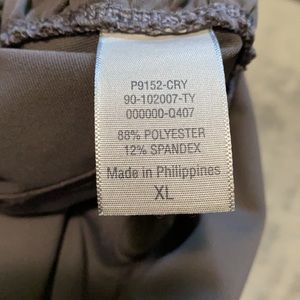 P9152-CRY
90-102007-TY
000000-Q407
88% POLYESTER
12% SPANDEX
Made in Philippines
XL